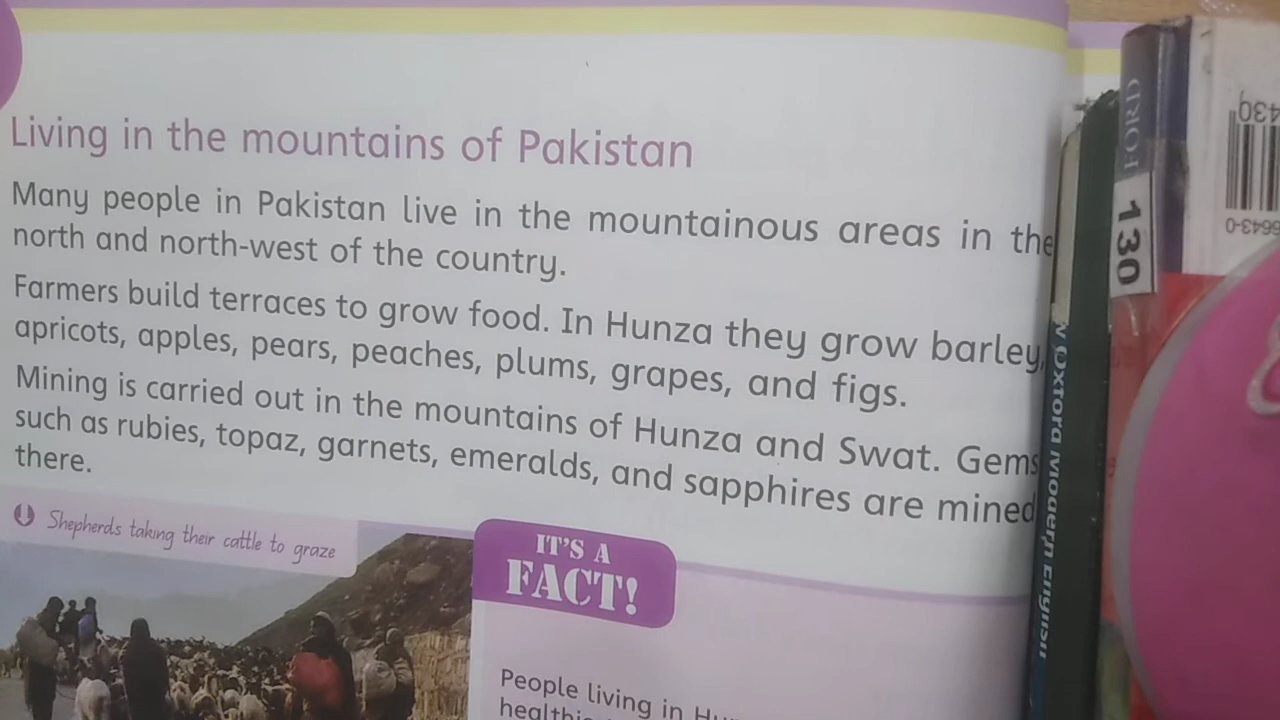 Living in the mountains of Pakistan
Many people in Pakistan live in the mountainous areas in the
north and north-west of the country.
Farmers build terraces to grow food. In Hunza they grow barley,
apricots, apples, pears, peaches, plums, grapes, and figs.
Mining is carried out in the mountains of Hunza and Swat. Gems
such as rubies, topaz, garnets, emeralds, and sapphires are mined
there.
Shepherds taking their cattle to graze
IT'S A
FACT!
People living in
FORD
130
Oxford Modern English